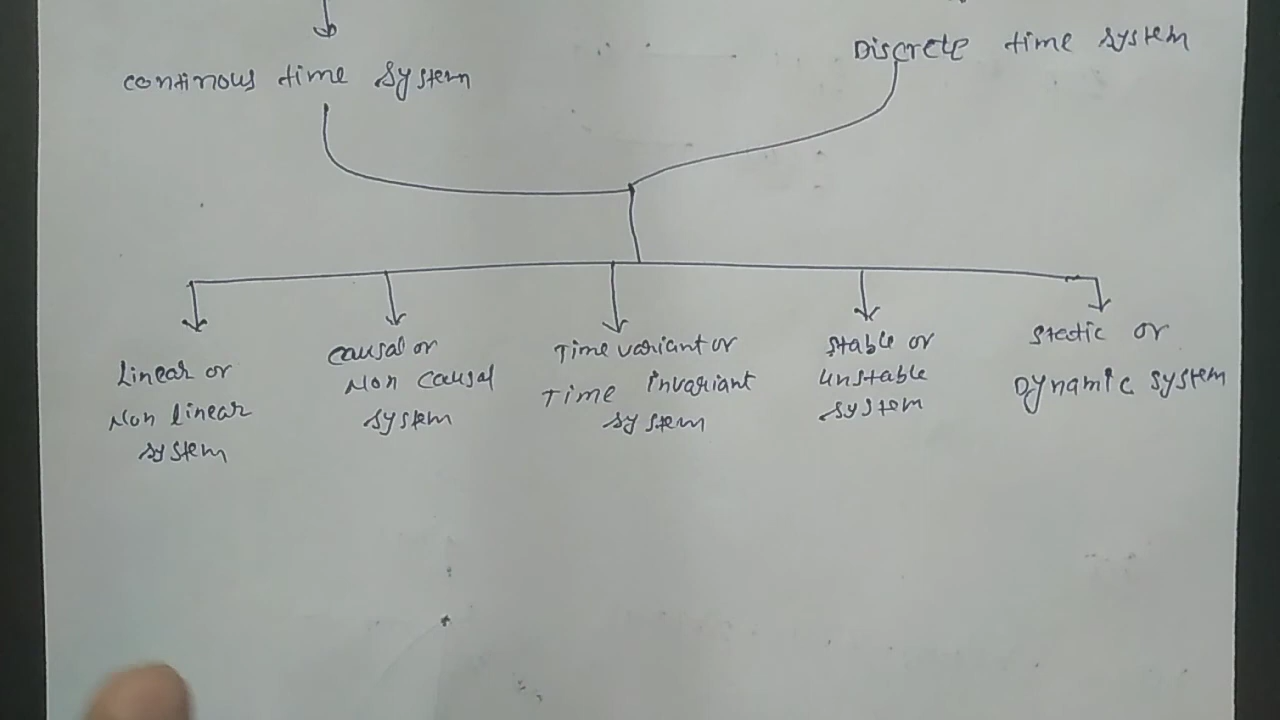 continous time system
Discrete time system
Linear or
Non linear
system
causal or
Non causal
system
Time variant or
Time invariant
system
stable or
unstable
system
static or
Dynamic system